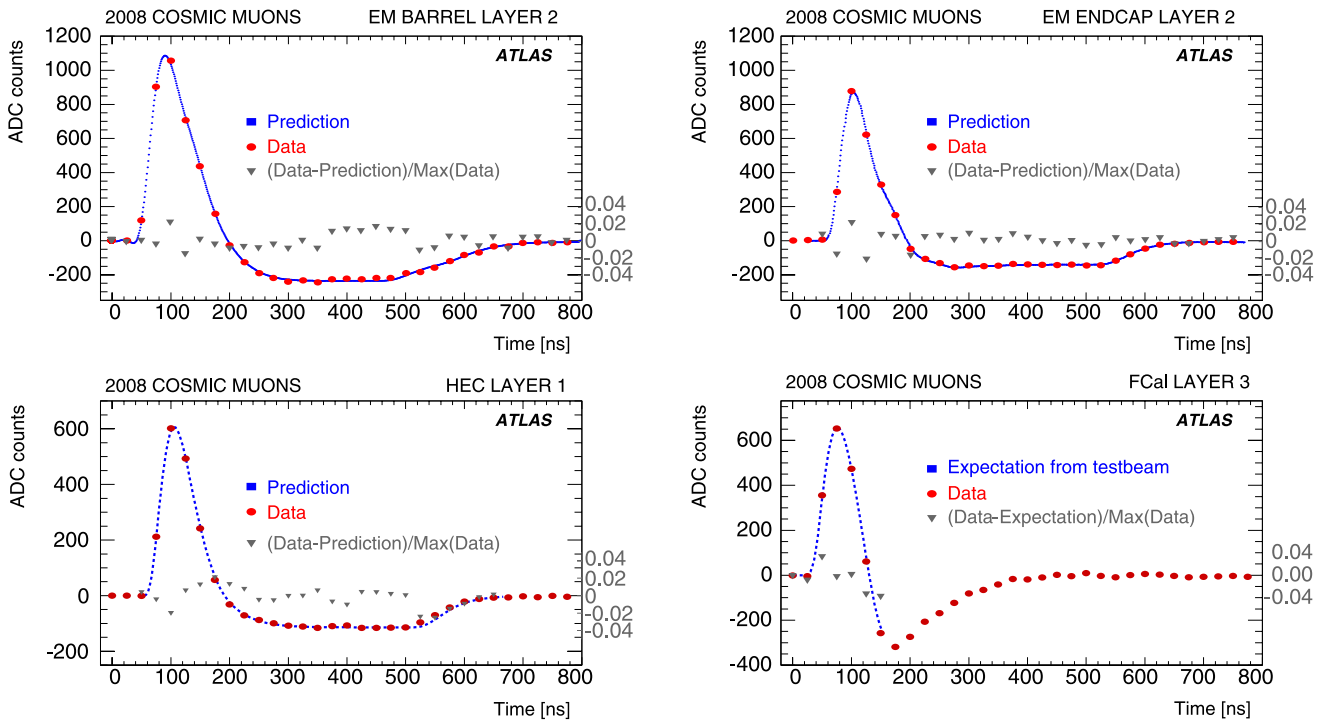 2008 COSMIC MUONS EM BARREL LAYER 2
ADC counts
1200
1000
800
600
400
200
0
-200
ATLAS
Prediction
Data
(Data-Prediction)/Max(Data)
0.04
0.02
0
-0.02
-0.04
0 100 200 300 400 500 600 700 800
Time [ns]
2008 COSMIC MUONS EM ENDCAP LAYER 2
ADC counts
1200
1000
800
600
400
200
0
-200
ATLAS
Prediction
Data
(Data-Prediction)/Max(Data)
0.04
0.02
0
-0.02
-0.04
0 100 200 300 400 500 600 700 800
Time [ns]
2008 COSMIC MUONS HEC LAYER 1
ADC counts
600
400
200
0
-200
ATLAS
Prediction
Data
(Data-Prediction)/Max(Data)
0.04
0.02
0
-0.02
-0.04
0 100 200 300 400 500 600 700 800
Time [ns]
2008 COSMIC MUONS FCal LAYER 3
ADC counts
600
400
200
0
-200
-400
ATLAS
Expectation from testbeam
Data
(Data-Expectation)/Max(Data)
0.04
0.00
-0.04
0 100 200 300 400 500 600 700 800
Time [ns]